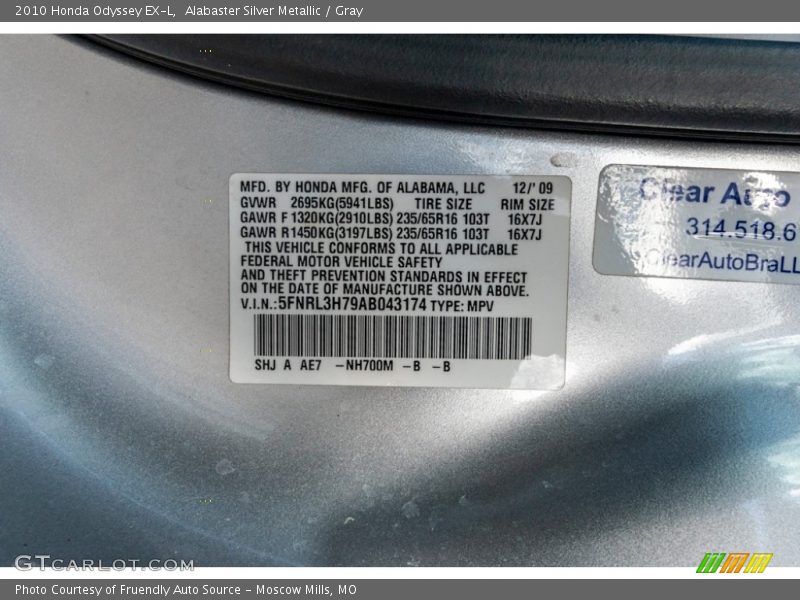 2010 Honda Odyssey EX-L, Alabaster Silver Metallic / Gray
MFD. BY HONDA MFG. OF ALABAMA, LLC 12/'09
GVWR 2695KG(5941LBS) TIRE SIZE RIM SIZE
GAWR F 1320KG(2910LBS) 235/65R16 103T 16X7J
GAWR R1450KG(3197LBS) 235/65R16 103T 16X7J
THIS VEHICLE CONFORMS TO ALL APPLICABLE
FEDERAL MOTOR VEHICLE SAFETY
AND THEFT PREVENTION STANDARDS IN EFFECT
ON THE DATE OF MANUFACTURE SHOWN ABOVE.
V.I.N.:5FNRL3H79AB043174 TYPE: MPV
SHJ A AE7 -NH700M -B -B
Clear Auto
314.518.6
ClearAutoBraLL
GTCARLOT.COM
Photo Courtesy of Fruendly Auto Source - Moscow Mills, MO